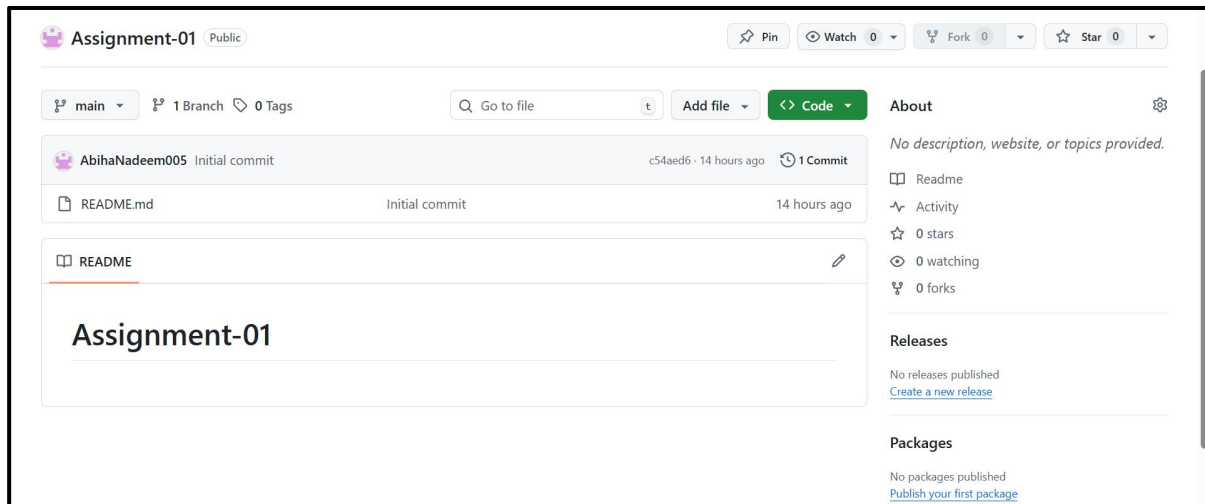 Assignment-01 Public Pin Watch 0 Fork 0 Star 0
main 1 Branch 0 Tags Go to file t Add file Code
AbihaNadeem005 Initial commit c54aed6 · 14 hours ago 1 Commit
README.md Initial commit 14 hours ago
README
Assignment-01
About
No description, website, or topics provided.
Readme
Activity
0 stars
0 watching
0 forks
Releases
No releases published
Create a new release
Packages
No packages published
Publish your first package